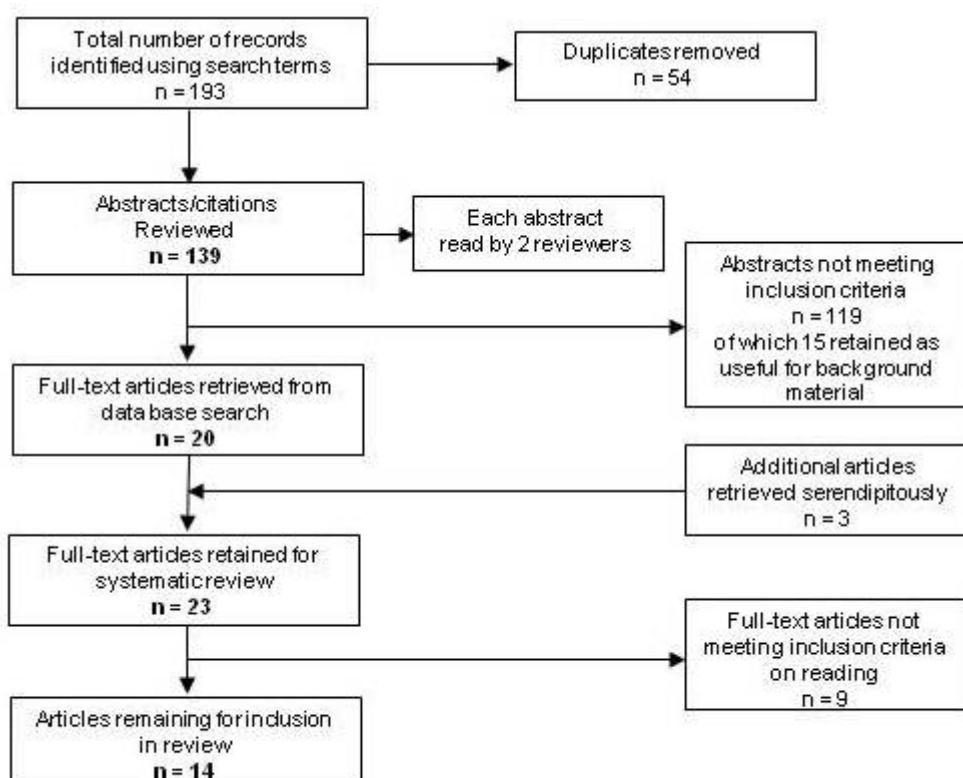 Total number of records
identified using search terms
n = 193
Duplicates removed
n = 54
Abstracts/citations
Reviewed
n = 139
Each abstract
read by 2 reviewers
Abstracts not meeting
inclusion criteria
n = 119
of which 15 retained as
useful for background
material
Full-text articles retrieved from
data base search
n = 20
Additional articles
retrieved serendipitously
n = 3
Full-text articles retained for
systematic review
n = 23
Full-text articles not
meeting inclusion criteria
on reading
n = 9
Articles remaining for inclusion
in review
n = 14